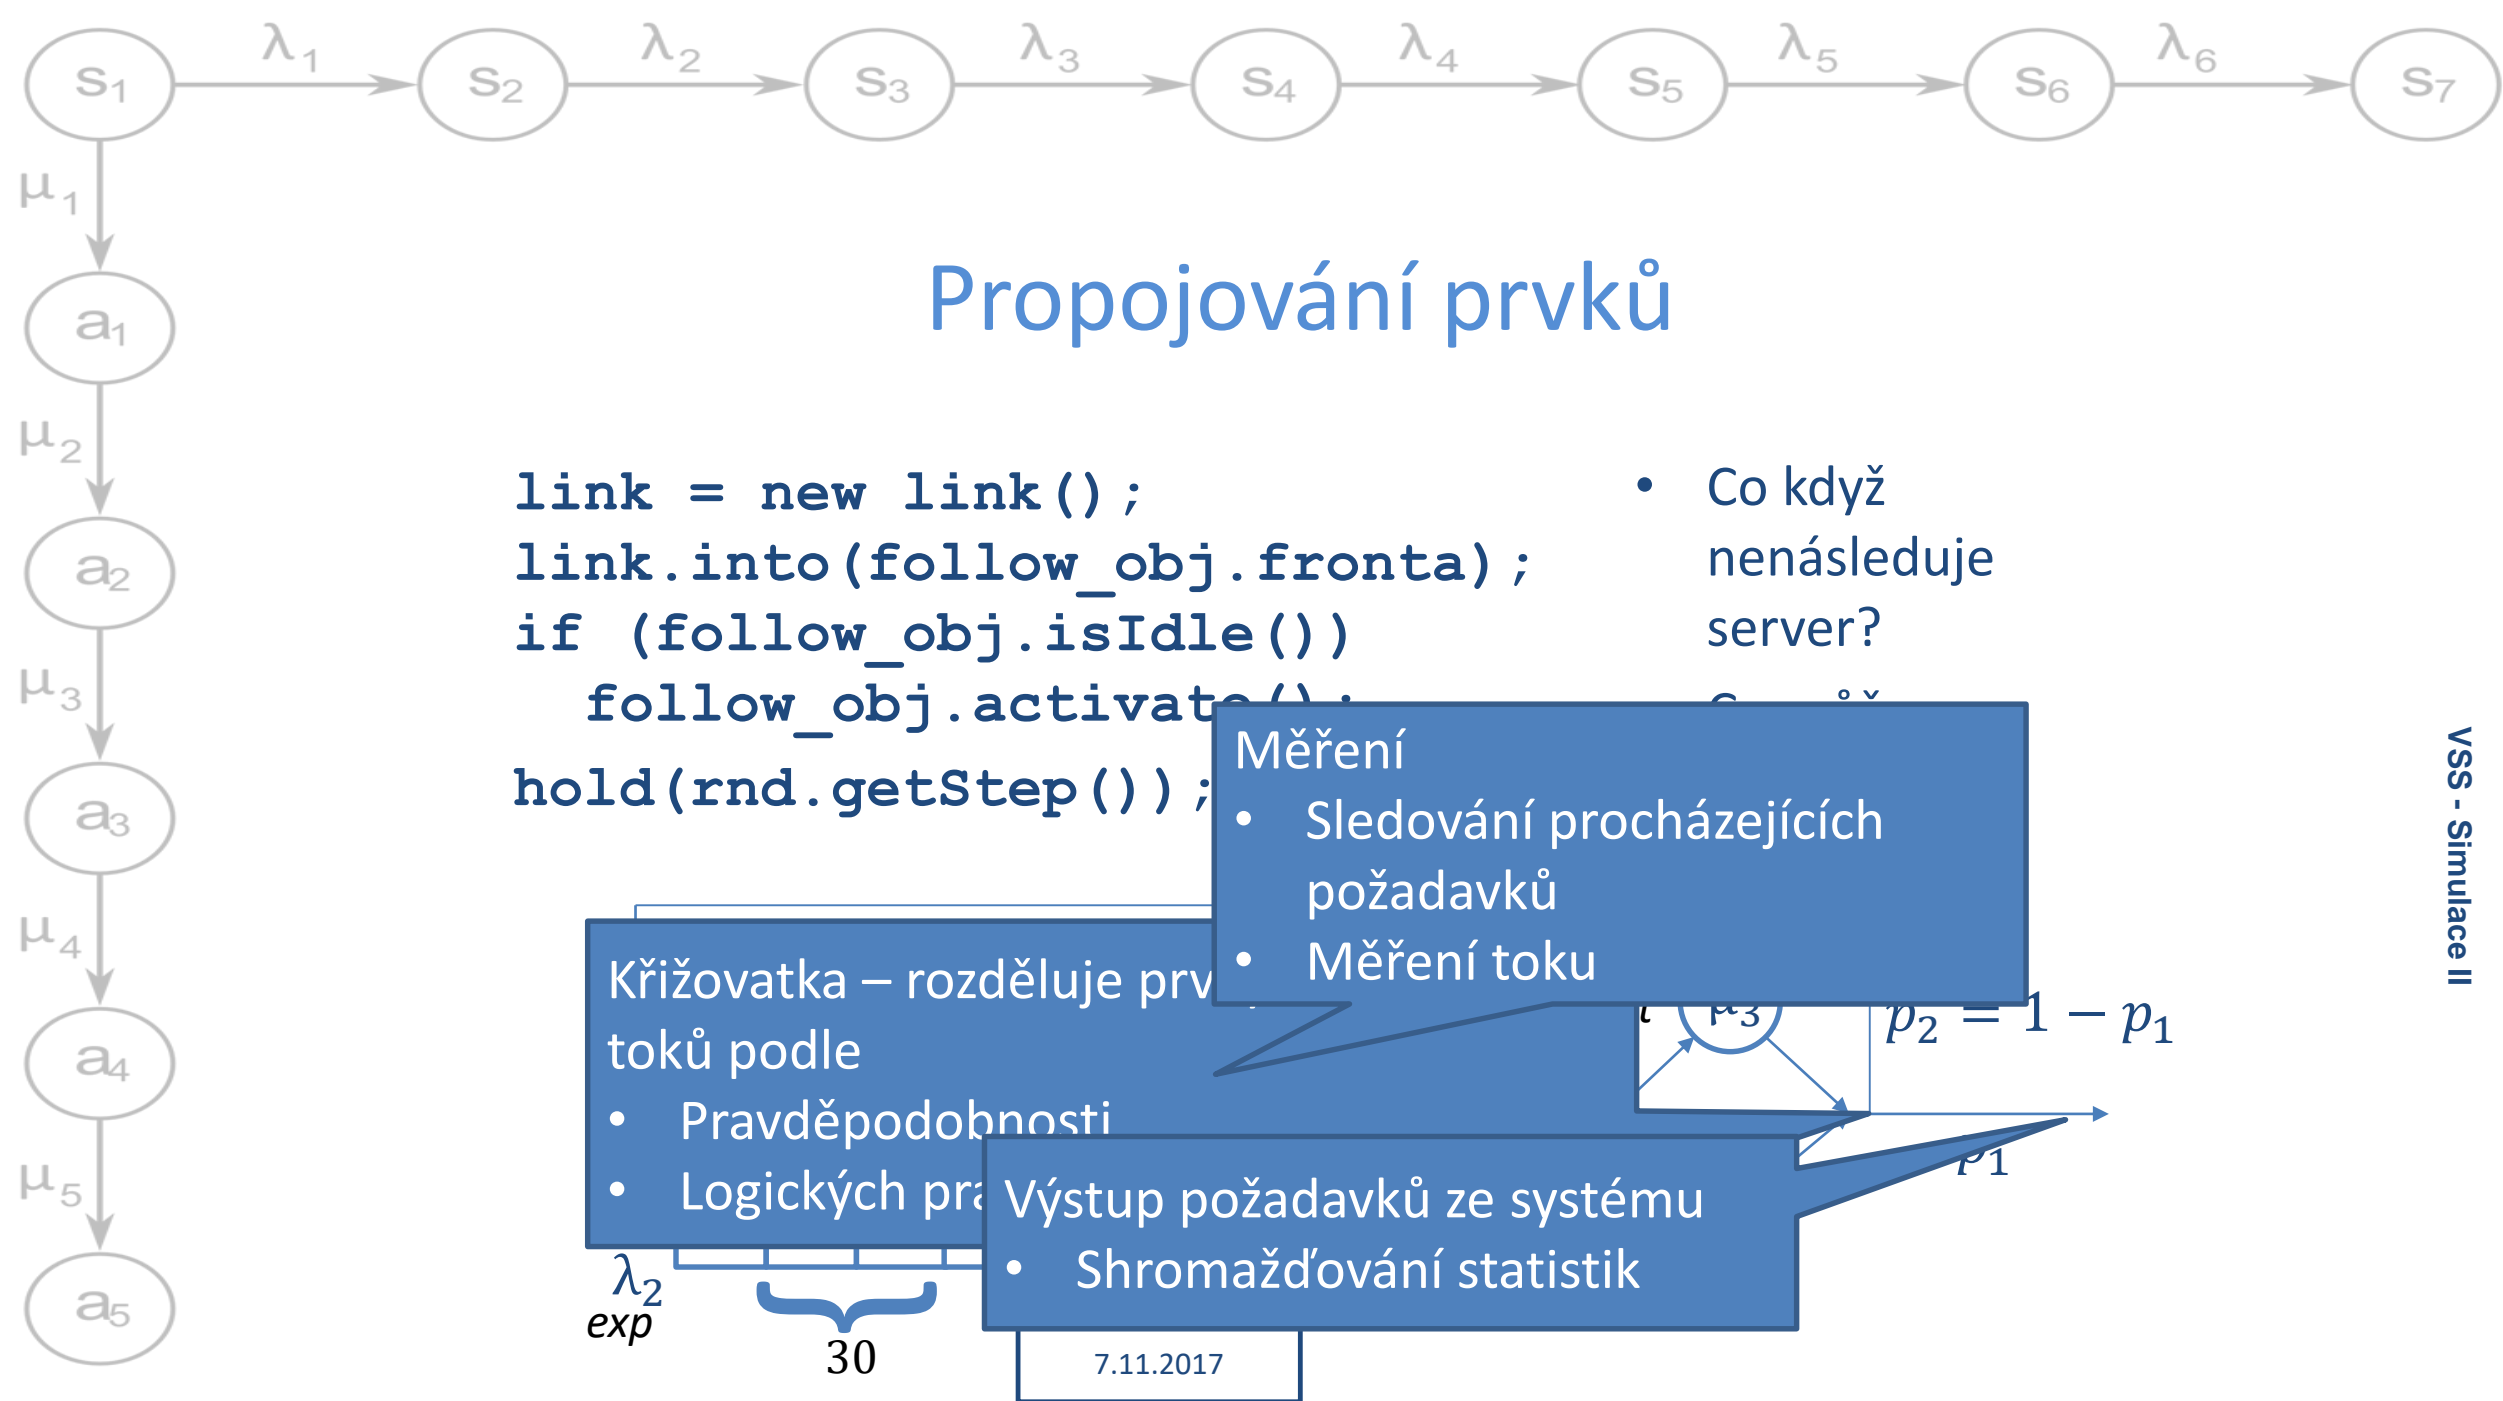 λ1 λ2 λ3 λ4 λ5 λ6
s1 s2 s3 s4 s5 s6 s7
μ1
a1
μ2
a2
μ3
a3
μ4
a4
μ5
a5
Propojování prvků
link = new link();
link.into(follow_obj.fronta);
if (follow_obj.isIdle())
follow_obj.activate();
hold(rnd.getStep());
• Co když
nenásleduje
server?
Měření
• Sledování procházejících
požadavků
• Měření toku
Křižovatka – rozděluje
toků podle
• Pravděpodobnosti
• Logických
Výstup požadavků ze systému
• Shromažďování statistik
μ3
p2 = 1 − p1
p1
λ2
exp
30
7.11.2017
VSS - Simulace II